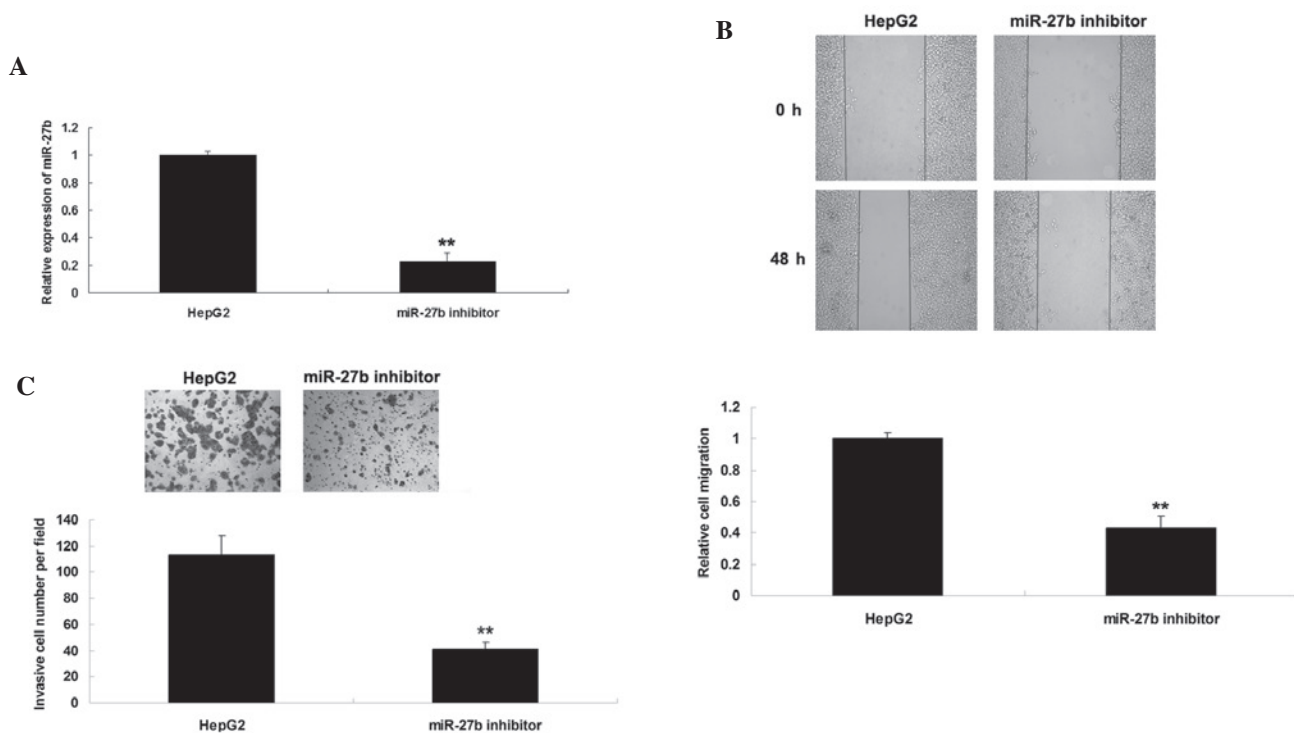 A
Relative expression of miR-27b
1.2
1
0.8
0.6
0.4
0.2
0
**
HepG2
miR-27b inhibitor
B
HepG2
miR-27b inhibitor
0 h
48 h
Relative cell migration
1.2
1
0.8
0.6
0.4
0.2
0
**
HepG2
miR-27b inhibitor
C
HepG2
miR-27b inhibitor
Invasive cell number per field
140
120
100
80
60
40
20
0
**
HepG2
miR-27b inhibitor